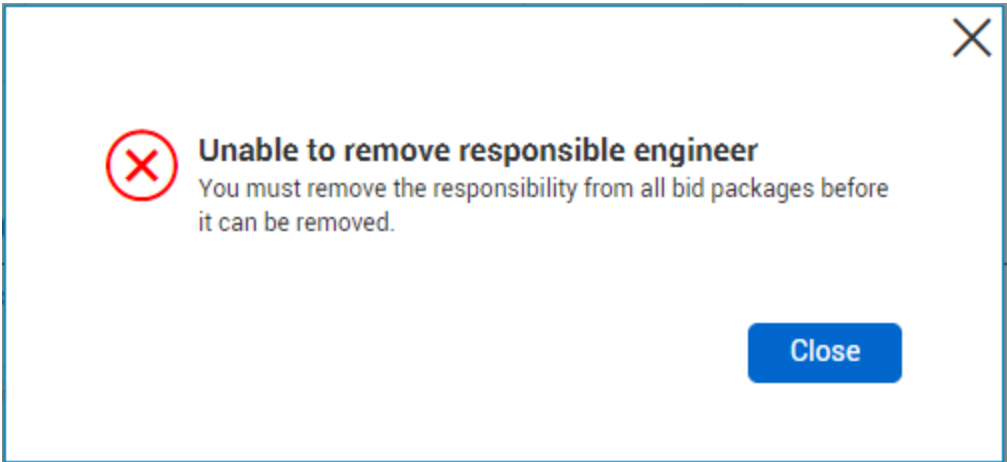 Unable to remove responsible engineer
You must remove the responsibility from all bid packages before
it can be removed.
Close